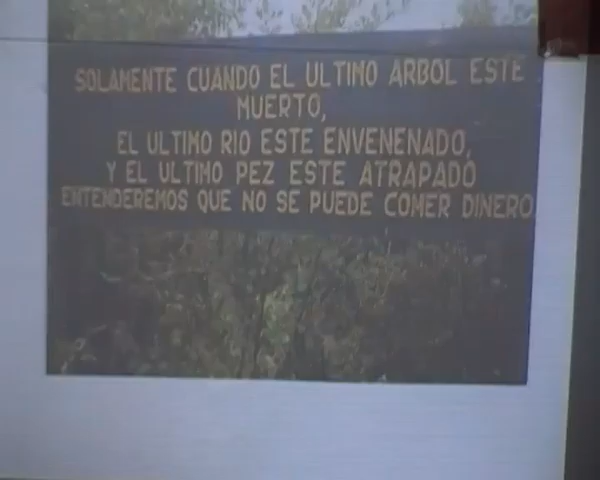 SOLAMENTE CUANDO EL ULTIMO ARBOL ESTE
MUERTO,
EL ULTIMO RIO ESTE ENVENENADO,
Y EL ULTIMO PEZ ESTE ATRAPADO
ENTENDEREMOS QUE NO SE PUEDE COMER DINERO